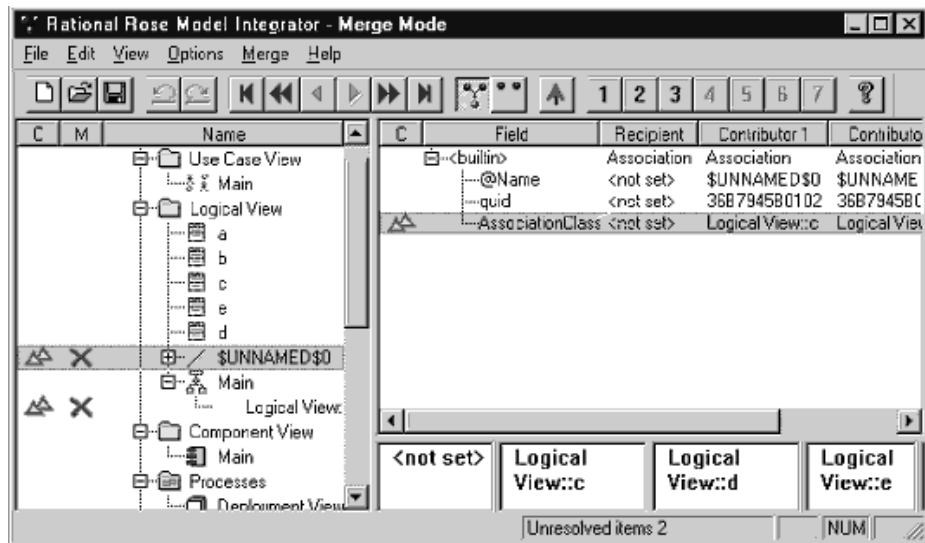 Rational Rose Model Integrator - Merge Mode
File Edit View Options Merge Help
1 2 3 4 5 6 7
C M Name
Use Case View
Main
Logical View
a
b
c
e
d
$UNNAMED$0
Main
Logical View:
Component View
Main
Processes
Deployment View
C Field Recipient Contributor 1 Contributo
<builtin> Association Association Association
@Name <not set> $UNNAMED$0 $UNNAME
quid <not set> 36B794580102 36B79458C
AssociationClass <not set> Logical View::c Logical Viev
<not set> Logical View::c Logical View::d Logical View::e
Unresolved items 2 NUM